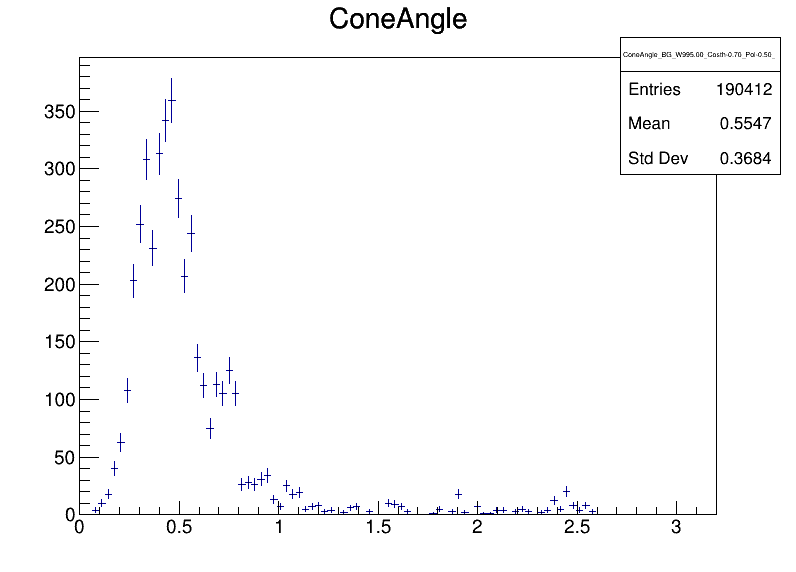 ConeAngle
ConeAngle_BG_W995.00_Costh-0.70_Pol-0.50_
Entries 190412
Mean 0.5547
Std Dev 0.3684
350
300
250
200
150
100
50
0
0 0.5 1 1.5 2 2.5 3